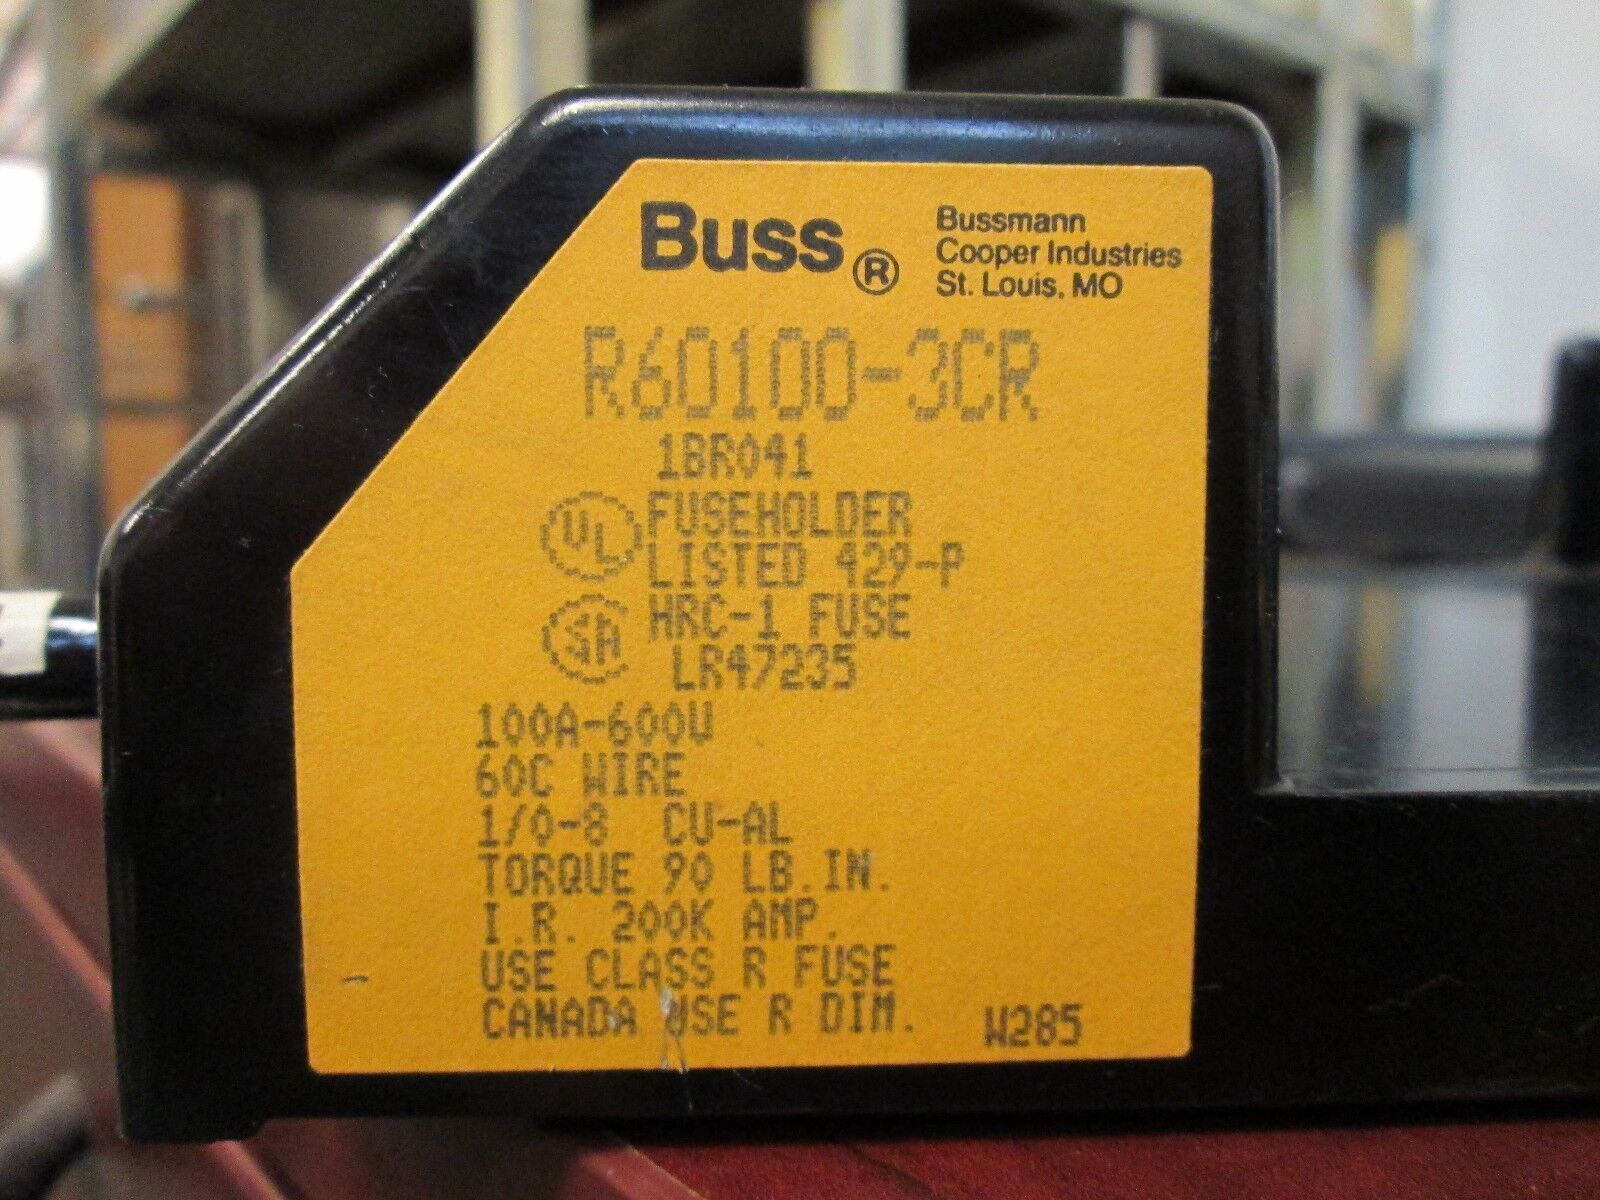 Buss®
Bussmann
Cooper Industries
St. Louis, MO
R60100-3CR
1BR041
UL FUSEHOLDER
LISTED 429-P
SA HRC-1 FUSE
LR47235
100A-600V
60C WIRE
1/0-8 CU-AL
TORQUE 90 LB.IN.
I.R. 200K AMP.
USE CLASS R FUSE
CANADA USE R DIM.
W285